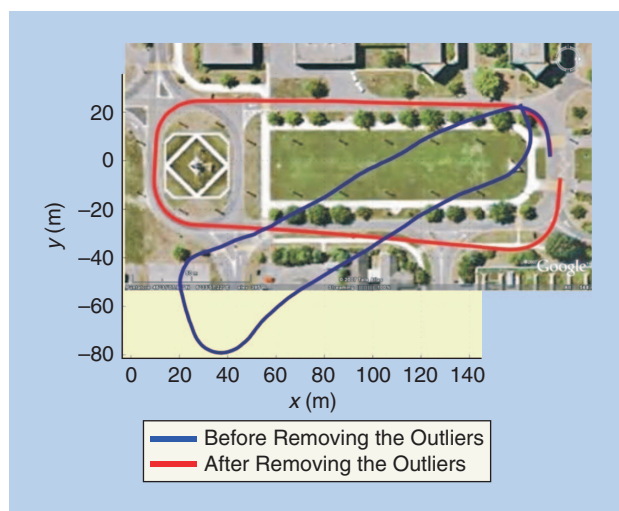 Google
20
0
−20
−40
−60
−80
y (m)
0 20 40 60 80 100 120 140
x (m)
Before Removing the Outliers
After Removing the Outliers